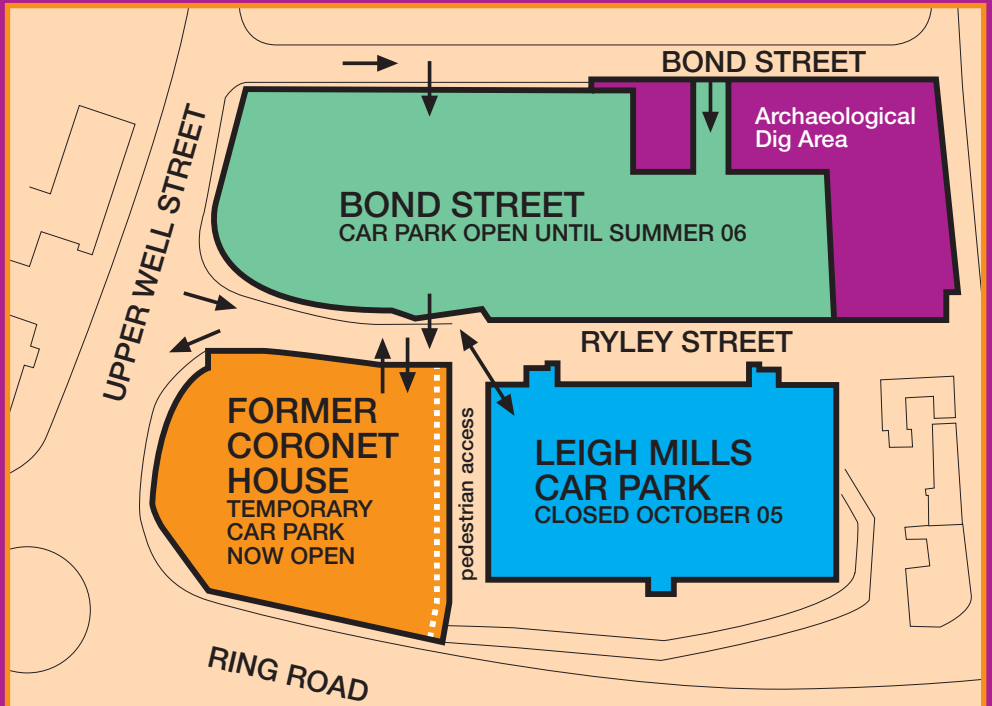 BOND STREET
Archaeological
Dig Area
UPPER WELL STREET
BOND STREET
CAR PARK OPEN UNTIL SUMMER 06
RYLEY STREET
FORMER
CORONET
HOUSE
TEMPORARY
CAR PARK
NOW OPEN
pedestrian access
LEIGH MILLS
CAR PARK
CLOSED OCTOBER 05
RING ROAD